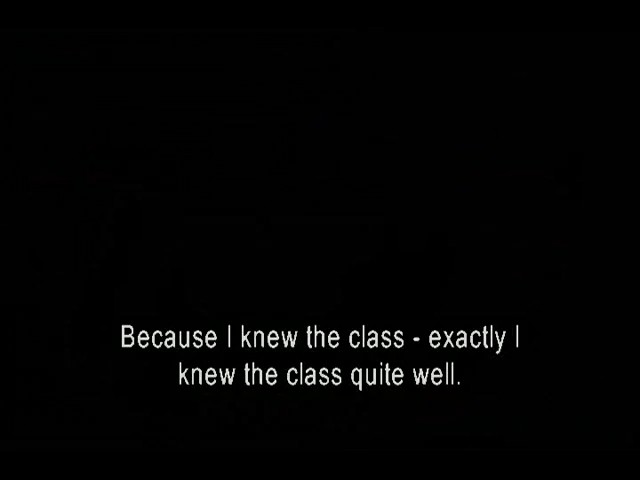 Because I knew the class - exactly I
knew the class quite well.